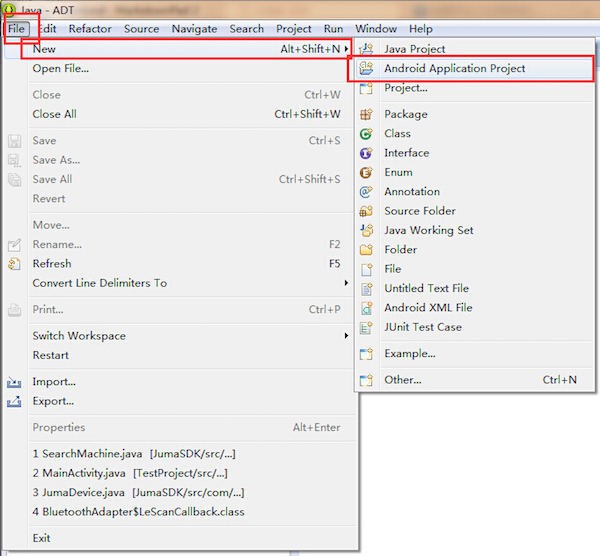 Java - ADT
File Edit Refactor Source Navigate Search Project Run Window Help
New Alt+Shift+N
Open File...
Close Ctrl+W
Close All Ctrl+Shift+W
Save Ctrl+S
Save As...
Save All Ctrl+Shift+S
Revert
Move...
Rename... F2
Refresh F5
Convert Line Delimiters To
Print... Ctrl+P
Switch Workspace
Restart
Import...
Export...
Properties Alt+Enter
1 SearchMachine.java [JumaSDK/src/...]
2 MainActivity.java [TestProject/src/...]
3 JumaDevice.java [JumaSDK/src/com/...]
4 BluetoothAdapter$LeScanCallback.class
Exit
Java Project
Android Application Project
Project...
Package
Class
Interface
Enum
Annotation
Source Folder
Java Working Set
Folder
File
Untitled Text File
Android XML File
JUnit Test Case
Example...
Other... Ctrl+N